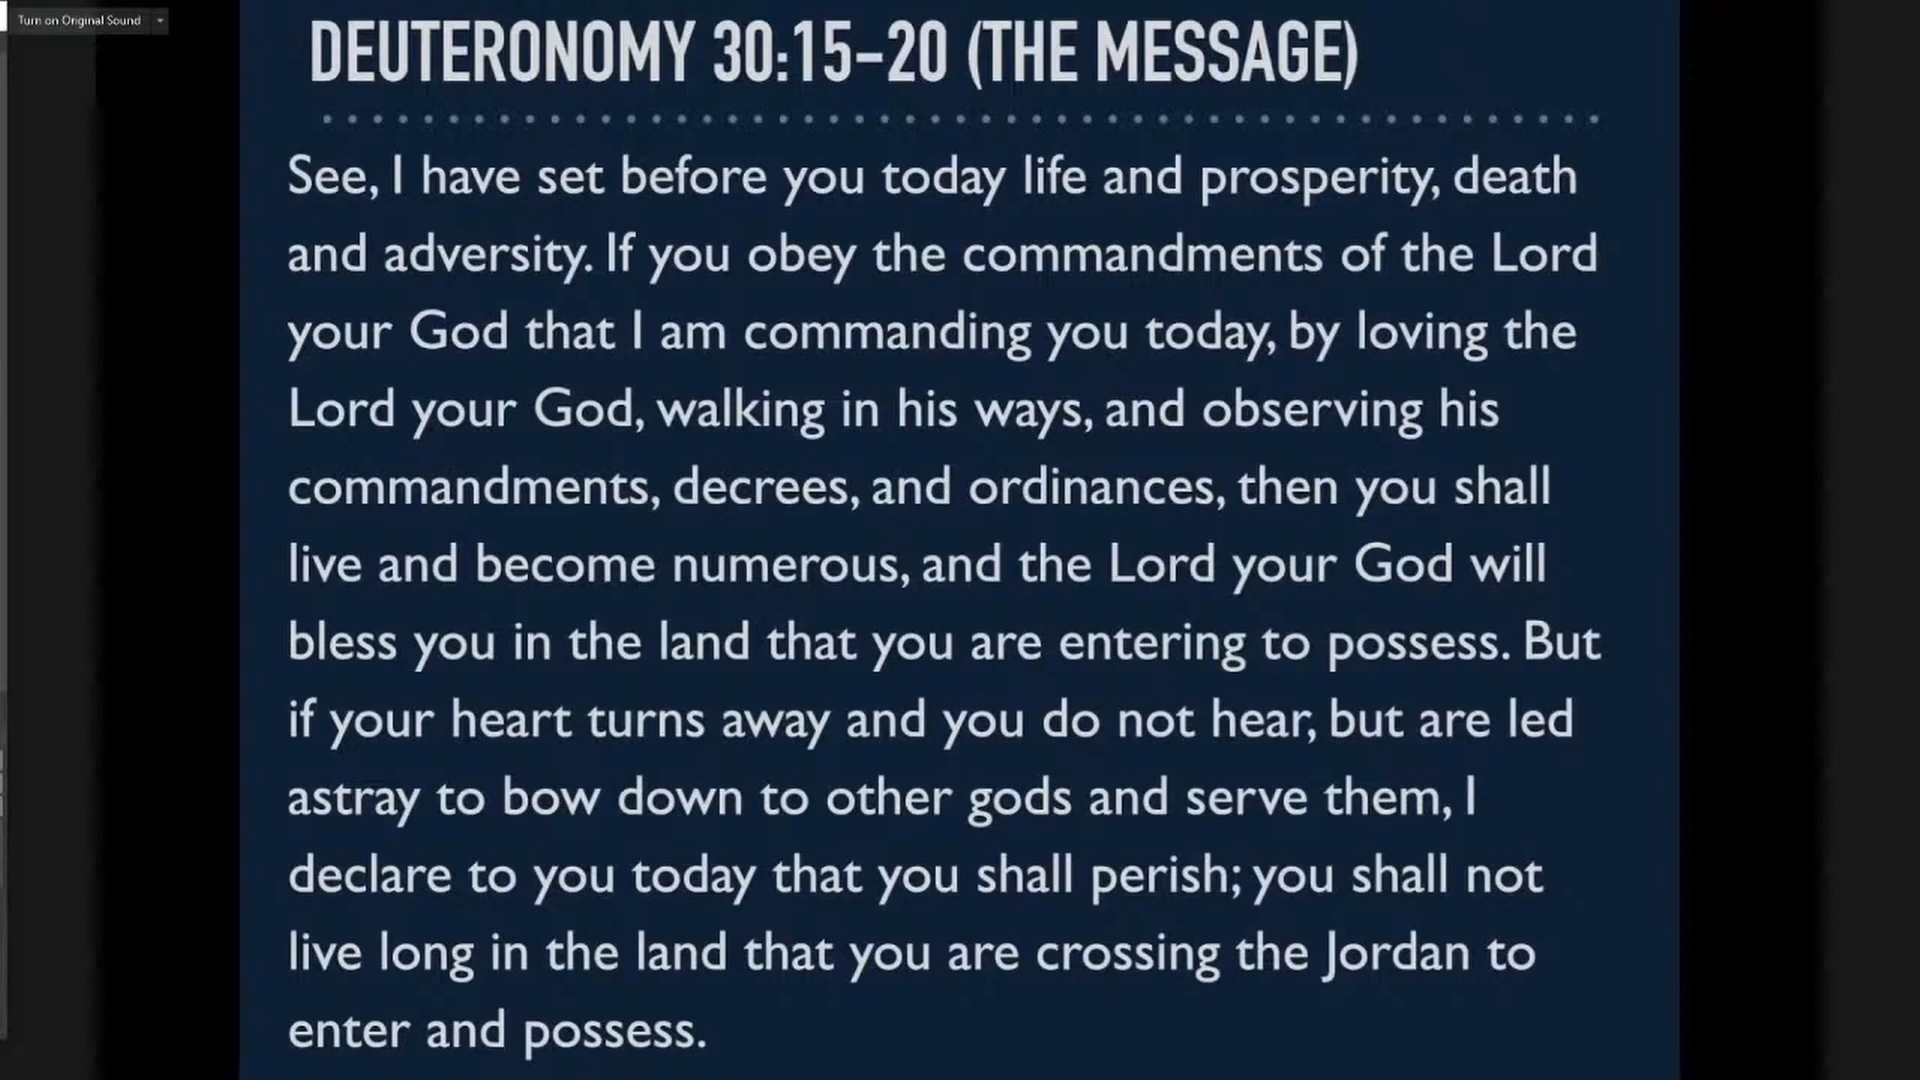 Turn on Original Sound
DEUTERONOMY 30:15-20 (THE MESSAGE)
See, I have set before you today life and prosperity, death
and adversity. If you obey the commandments of the Lord
your God that I am commanding you today, by loving the
Lord your God, walking in his ways, and observing his
commandments, decrees, and ordinances, then you shall
live and become numerous, and the Lord your God will
bless you in the land that you are entering to possess. But
if your heart turns away and you do not hear, but are led
astray to bow down to other gods and serve them, I
declare to you today that you shall perish; you shall not
live long in the land that you are crossing the Jordan to
enter and possess.